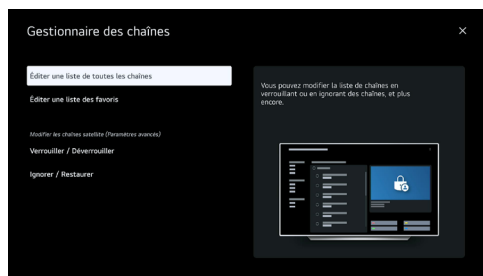 Gestionnaire des chaînes
Éditer une liste de toutes les chaînes
Éditer une liste des favoris
Modifier les chaînes satellite (Paramètres avancés)
Verrouiller / Déverrouiller
Ignorer / Restaurer
Vous pouvez modifier la liste de chaînes en
verrouillant ou en ignorant des chaînes, et plus
encore.